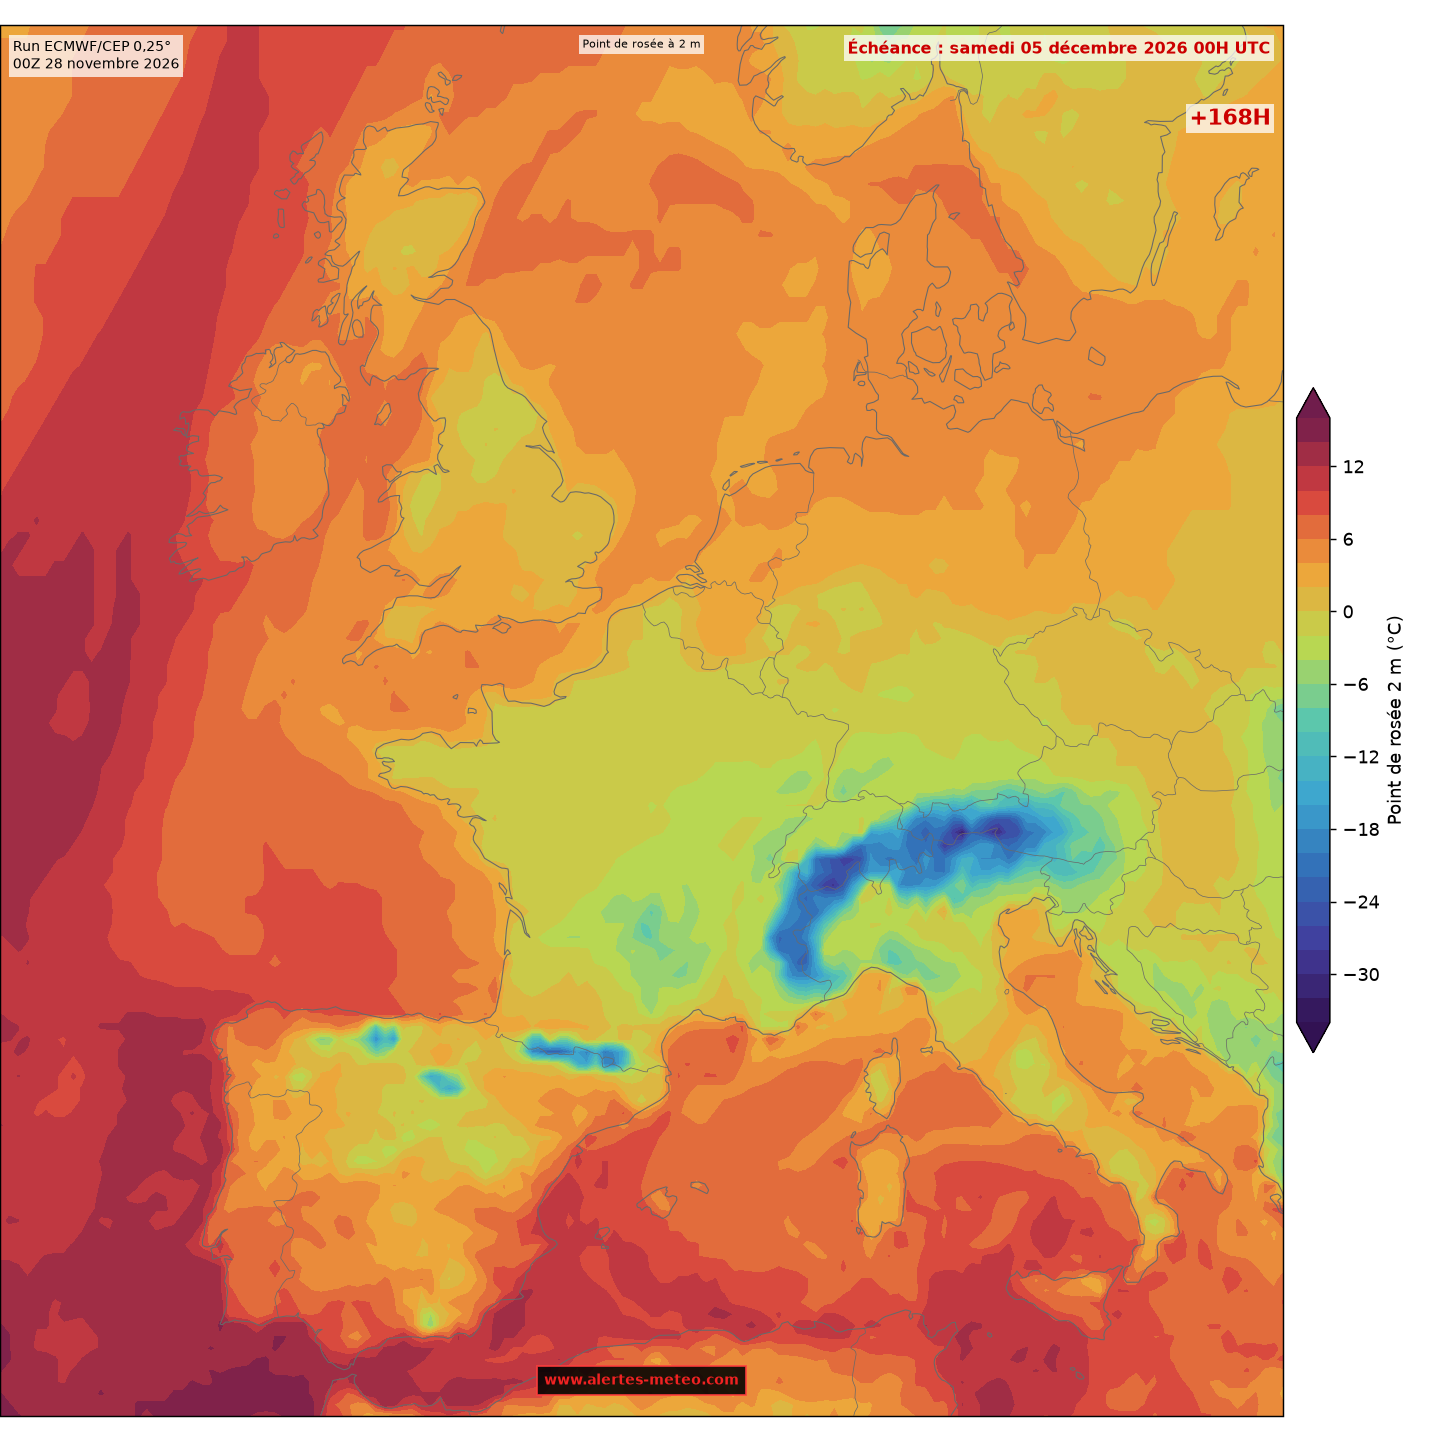 Run ECMWF/CEP 0,25°
00Z 28 novembre 2026
Point de rosée à 2 m
Échéance : samedi 05 décembre 2026 00H UTC
+168H
12
6
0
−6
−12
−18
−24
−30
Point de rosée 2 m (°C)
www.alertes-meteo.com